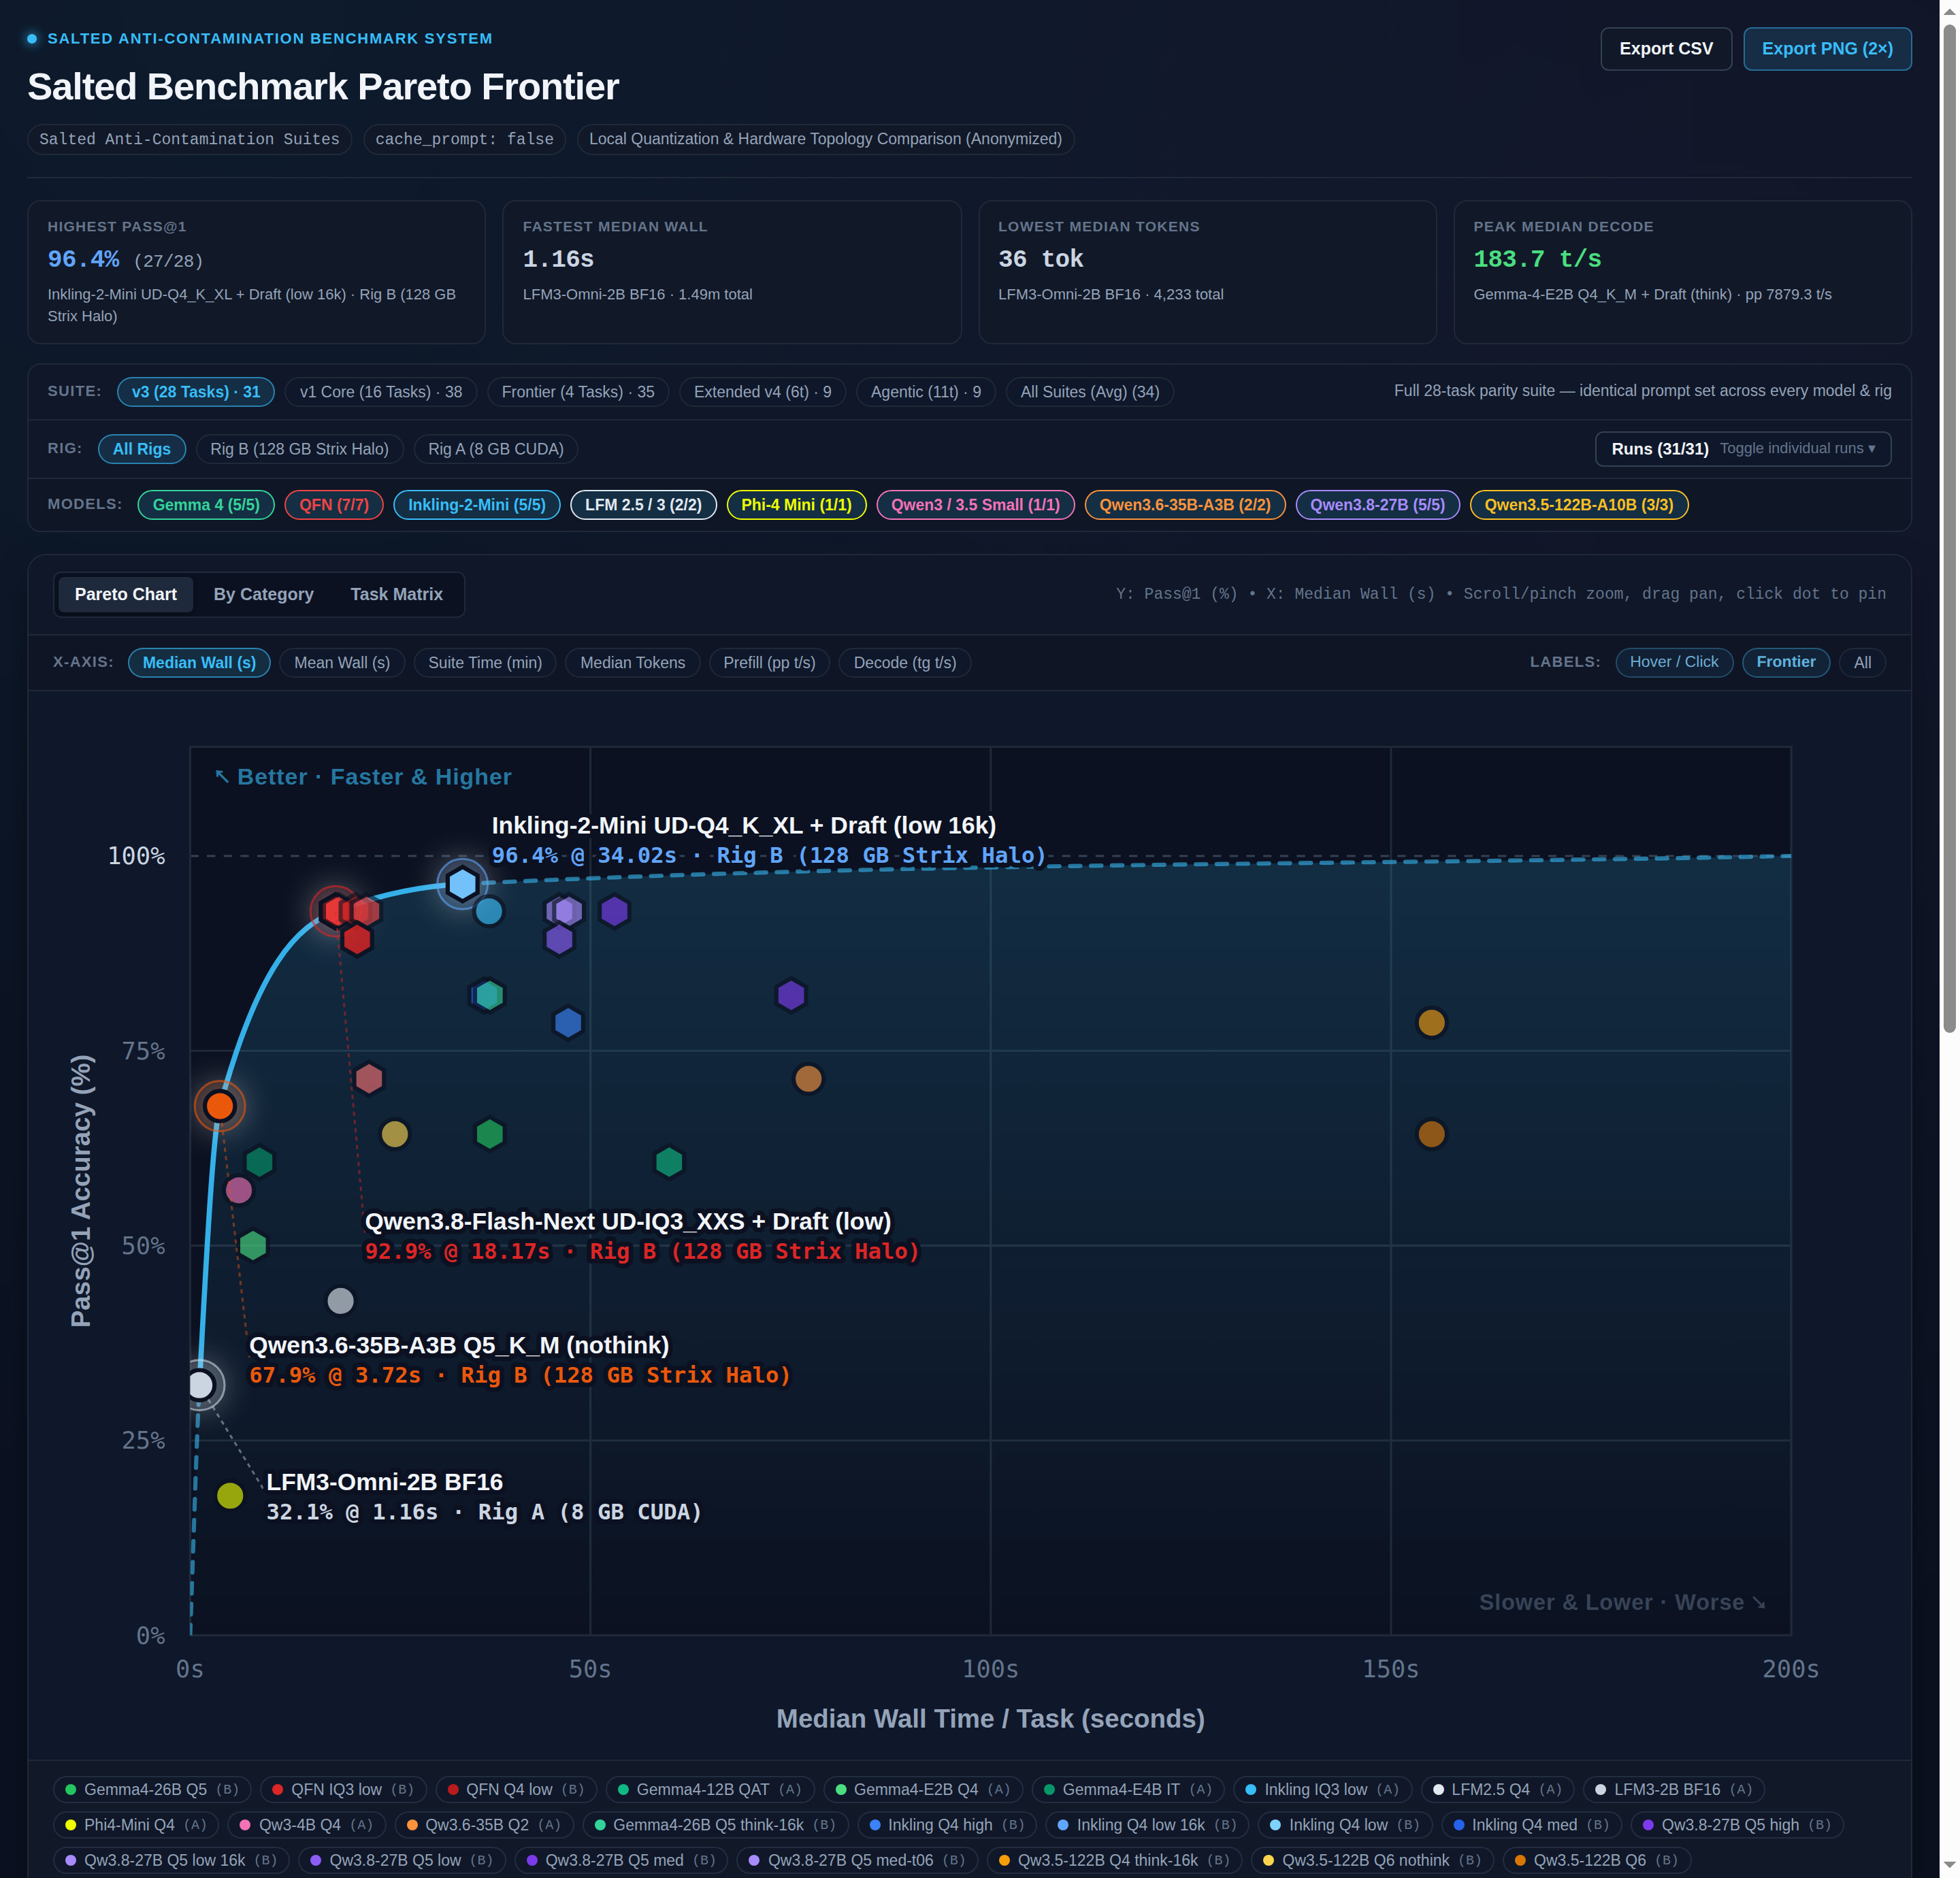 SALTED ANTI-CONTAMINATION BENCHMARK SYSTEM
Export CSV
Export PNG (2×)
Salted Benchmark Pareto Frontier
Salted Anti-Contamination Suites
cache_prompt: false
Local Quantization & Hardware Topology Comparison (Anonymized)
HIGHEST PASS@1
96.4% (27/28)
Inkling-2-Mini UD-Q4_K_XL + Draft (low 16k) · Rig B (128 GB
Strix Halo)
FASTEST MEDIAN WALL
1.16s
LFM3-Omni-2B BF16 · 1.49m total
LOWEST MEDIAN TOKENS
36 tok
LFM3-Omni-2B BF16 · 4,233 total
PEAK MEDIAN DECODE
183.7 t/s
Gemma-4-E2B Q4_K_M + Draft (think) · pp 7879.3 t/s
SUITE: v3 (28 Tasks) · 31 v1 Core (16 Tasks) · 38 Frontier (4 Tasks) · 35 Extended v4 (6t) · 9 Agentic (11t) · 9 All Suites (Avg) (34) Full 28-task parity suite — identical prompt set across every model & rig
RIG: All Rigs Rig B (128 GB Strix Halo) Rig A (8 GB CUDA) Runs (31/31) Toggle individual runs ▾
MODELS: Gemma 4 (5/5) QFN (7/7) Inkling-2-Mini (5/5) LFM 2.5 / 3 (2/2) Phi-4 Mini (1/1) Qwen3 / 3.5 Small (1/1) Qwen3.6-35B-A3B (2/2) Qwen3.8-27B (5/5) Qwen3.5-122B-A10B (3/3)
Pareto Chart By Category Task Matrix Y: Pass@1 (%) • X: Median Wall (s) • Scroll/pinch zoom, drag pan, click dot to pin
X-AXIS: Median Wall (s) Mean Wall (s) Suite Time (min) Median Tokens Prefill (pp t/s) Decode (tg t/s) LABELS: Hover / Click Frontier All
↖ Better · Faster & Higher
Inkling-2-Mini UD-Q4_K_XL + Draft (low 16k)
96.4% @ 34.02s · Rig B (128 GB Strix Halo)
100%
75%
50%
25%
0%
Pass@1 Accuracy (%)
Qwen3.8-Flash-Next UD-IQ3_XXS + Draft (low)
92.9% @ 18.17s · Rig B (128 GB Strix Halo)
Qwen3.6-35B-A3B Q5_K_M (nothink)
67.9% @ 3.72s · Rig B (128 GB Strix Halo)
LFM3-Omni-2B BF16
32.1% @ 1.16s · Rig A (8 GB CUDA)
Slower & Lower · Worse ↘
0s 50s 100s 150s 200s
Median Wall Time / Task (seconds)
Gemma4-26B Q5 (B) QFN IQ3 low (B) QFN Q4 low (B) Gemma4-12B QAT (A) Gemma4-E2B Q4 (A) Gemma4-E4B IT (A) Inkling IQ3 low (A) LFM2.5 Q4 (A) LFM3-2B BF16 (A)
Phi4-Mini Q4 (A) Qw3-4B Q4 (A) Qw3.6-35B Q2 (A) Gemma4-26B Q5 think-16k (B) Inkling Q4 high (B) Inkling Q4 low 16k (B) Inkling Q4 low (B) Inkling Q4 med (B) Qw3.8-27B Q5 high (B)
Qw3.8-27B Q5 low 16k (B) Qw3.8-27B Q5 low (B) Qw3.8-27B Q5 med (B) Qw3.8-27B Q5 med-t06 (B) Qw3.5-122B Q4 think-16k (B) Qw3.5-122B Q6 nothink (B) Qw3.5-122B Q6 (B)